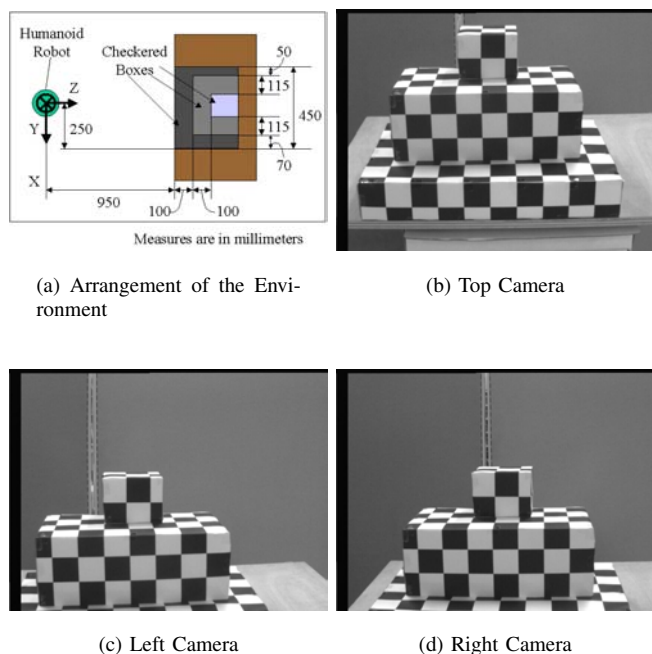 Humanoid
Robot
Checkered
Boxes
50
Z
115
450
Y
250
115
70
X
950
100
100
Measures are in millimeters
(a) Arrangement of the Envi-
ronment
(b) Top Camera
(c) Left Camera
(d) Right Camera